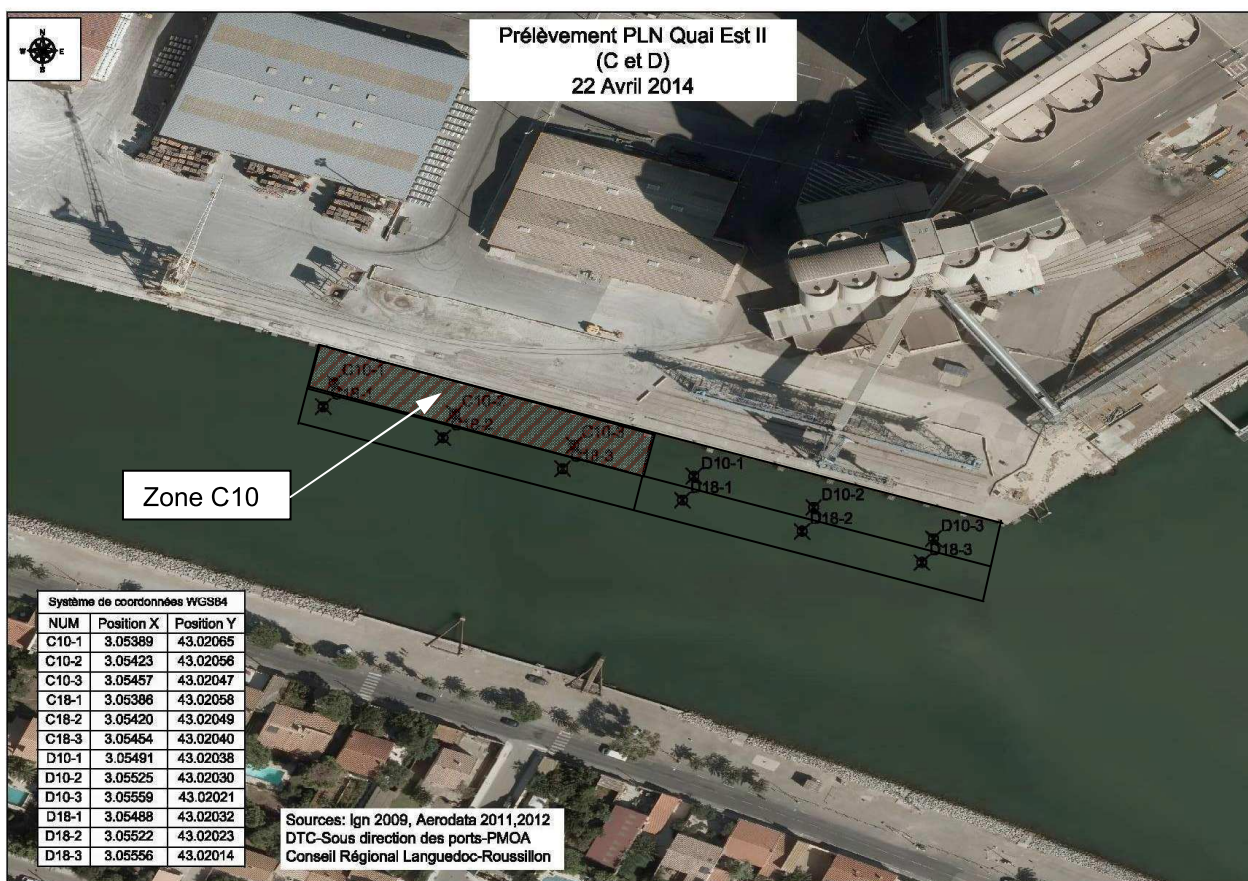 N
W E
S
Prélèvement PLN Quai Est II
(C et D)
22 Avril 2014
C10-1
C18-1
C10-2
C18-2
C10-3
C18-3
D10-1
D18-1
D10-2
D18-2
D10-3
D18-3
Zone C10
Système de coordonnées WGS84
NUM Position X Position Y
C10-1 3.05389 43.02065
C10-2 3.05423 43.02056
C10-3 3.05457 43.02047
C18-1 3.05386 43.02058
C18-2 3.05420 43.02049
C18-3 3.05454 43.02040
D10-1 3.05491 43.02038
D10-2 3.05525 43.02030
D10-3 3.05559 43.02021
D18-1 3.05488 43.02032
D18-2 3.05522 43.02023
D18-3 3.05556 43.02014
Sources: Ign 2009, Aerodata 2011,2012
DTC-Sous direction des ports-PMOA
Conseil Régional Languedoc-Roussillon